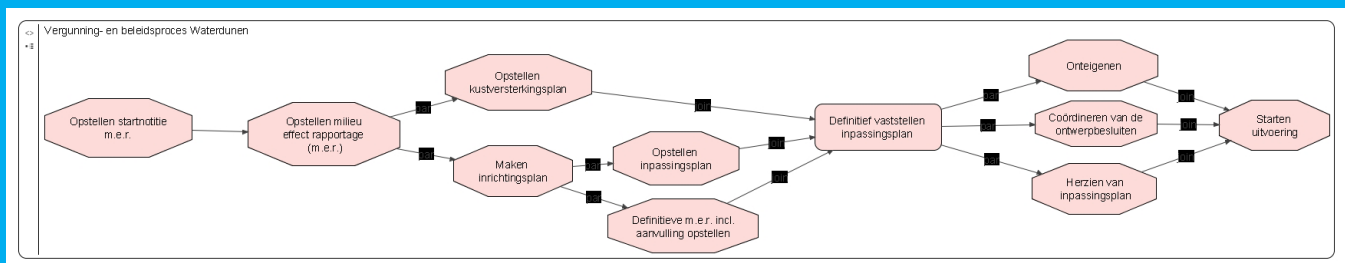 Vergunning- en beleidsproces Waterdunen
Opstellen startnotitie
m.e.r.
Opstellen milieu
effect rapportage
(m.e.r.)
par
par
Opstellen
kustversterkingsplan
Maken
inrichtingsplan
par
par
Opstellen
inpassingsplan
Definitieve m.e.r. incl.
aanvulling opstellen
join
join
join
Definitief vaststellen
inpassingsplan
par
par
par
Onteigenen
Coördineren van de
ontwerpbesluiten
Herzien van
inpassingsplan
join
join
join
Starten
uitvoering